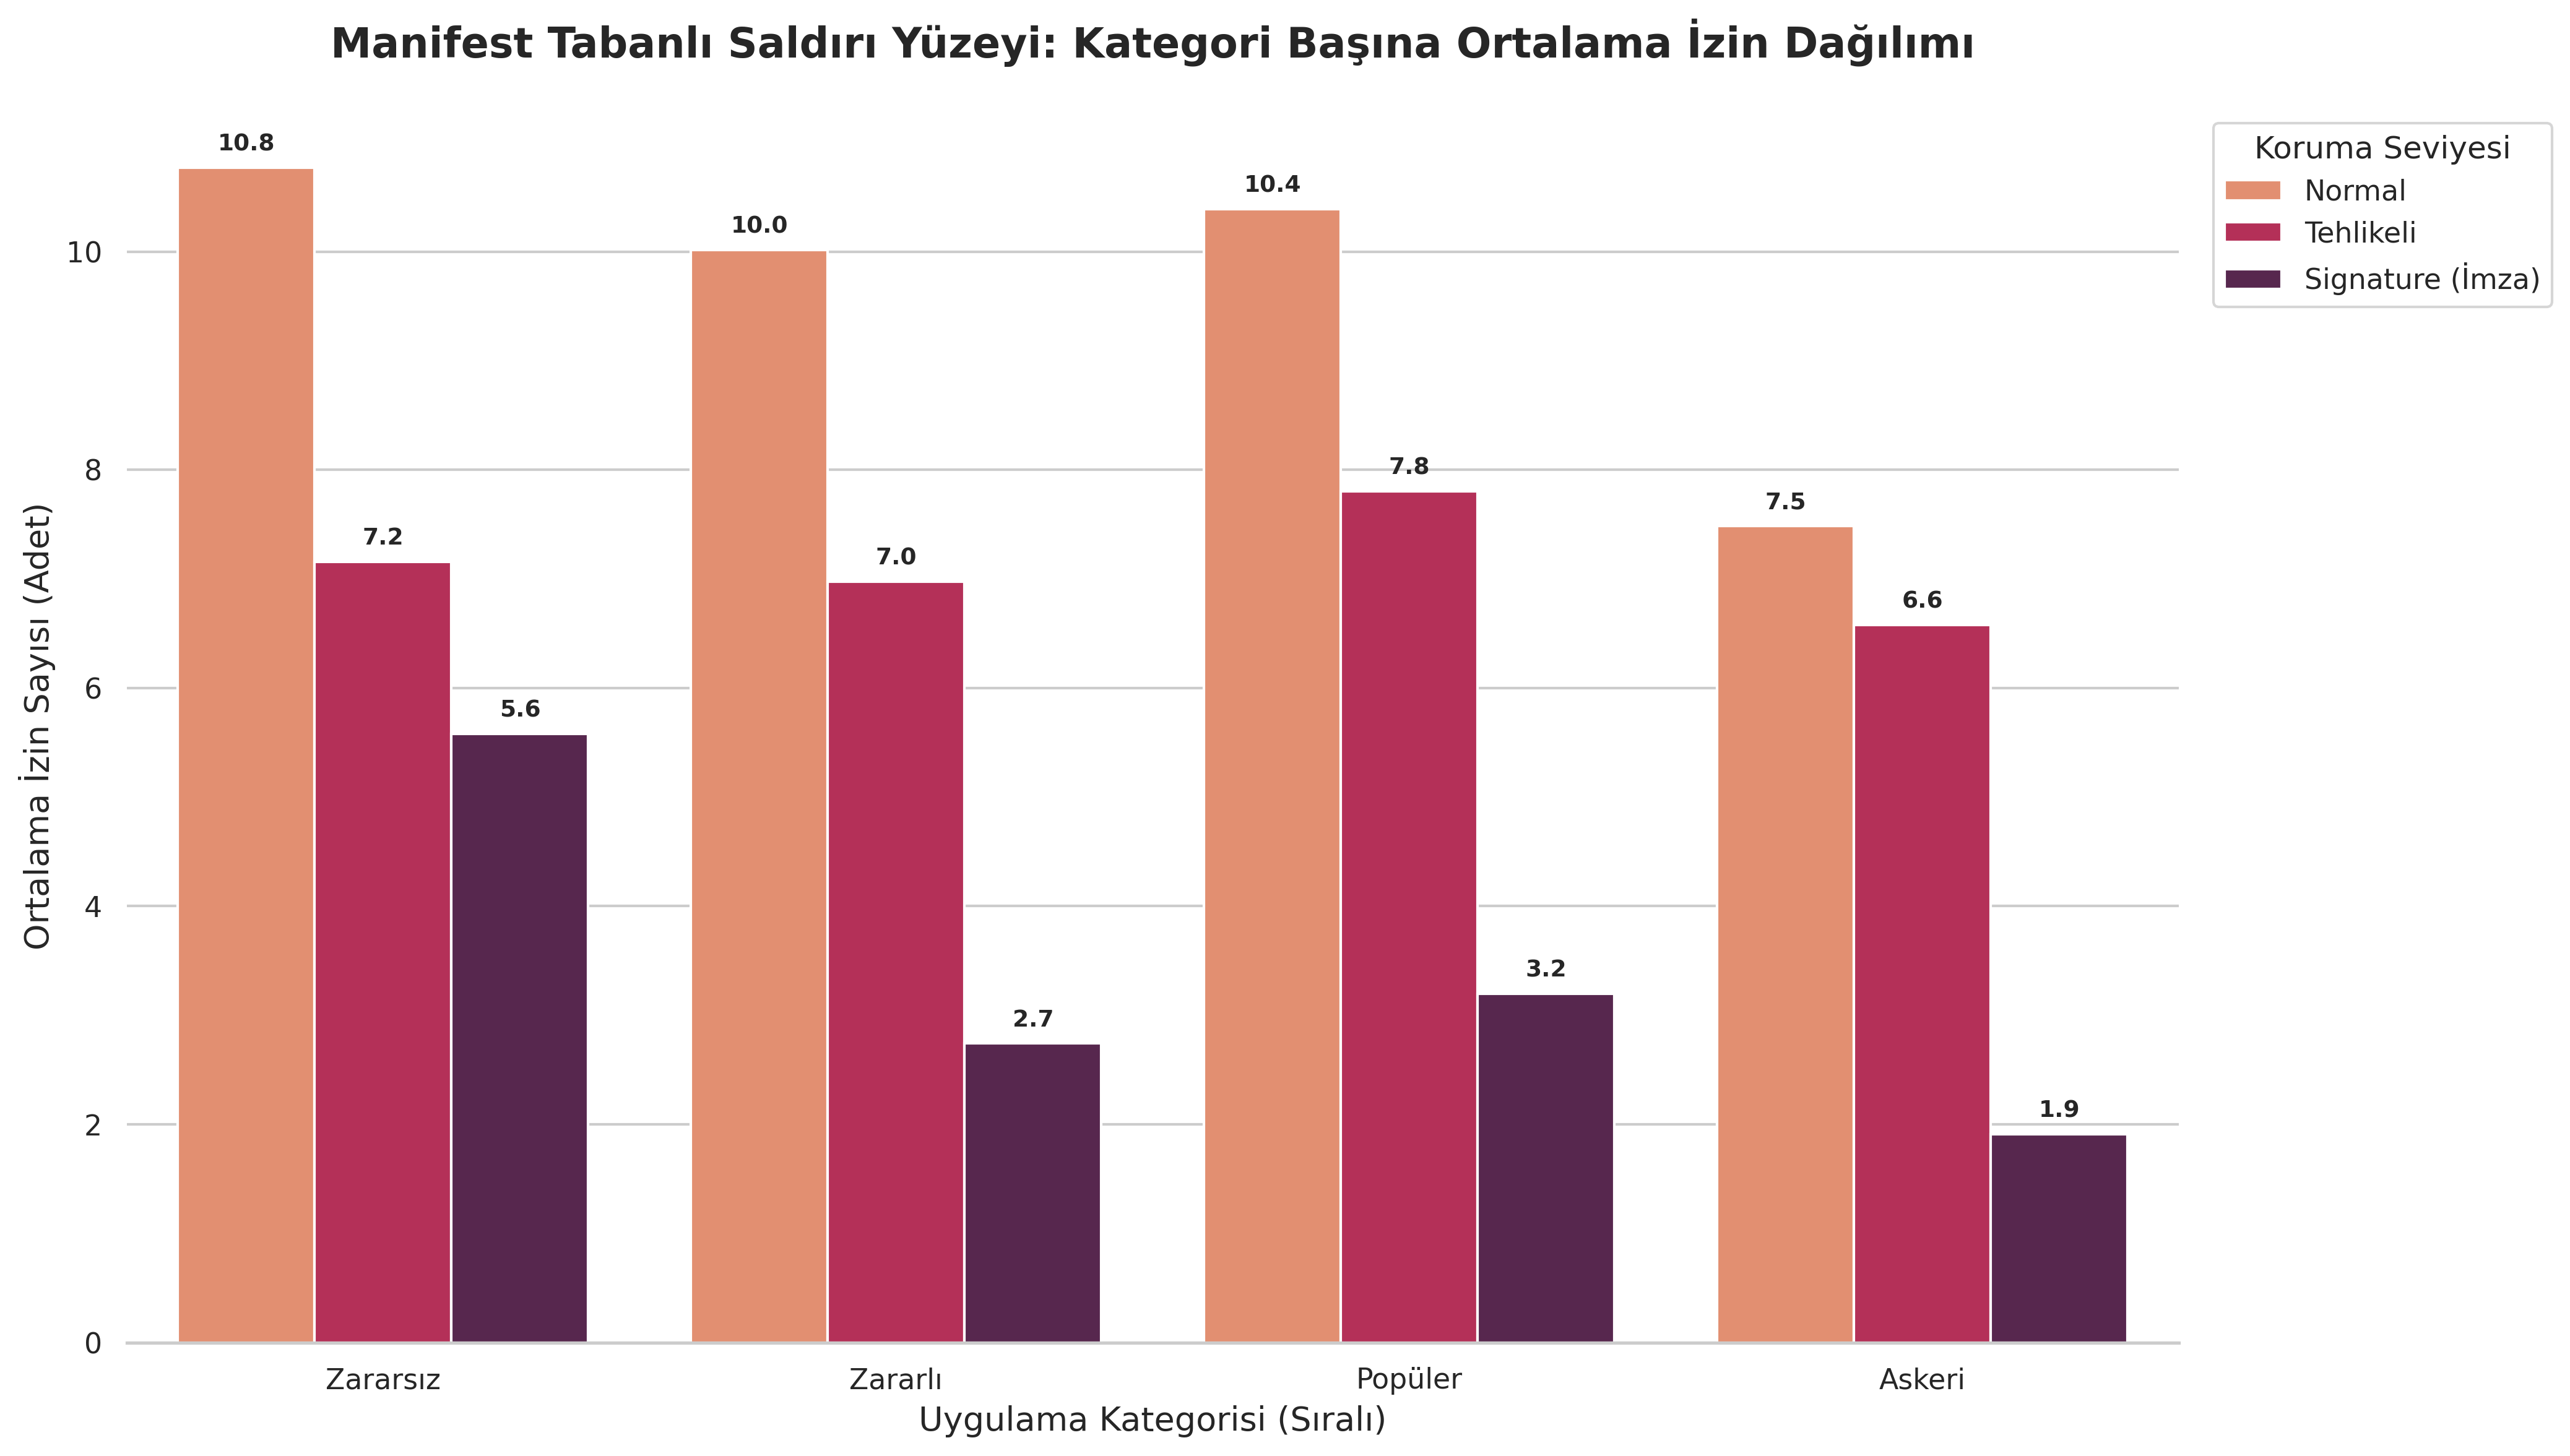 Manifest Tabanlı Saldırı Yüzeyi: Kategori Başına Ortalama İzin Dağılımı
Koruma Seviyesi
Normal
Tehlikeli
Signature (İmza)
Ortalama İzin Sayısı (Adet)
10
8
6
4
2
0
10.8
7.2
5.6
10.0
7.0
2.7
10.4
7.8
3.2
7.5
6.6
1.9
Zararsız
Zararlı
Popüler
Askeri
Uygulama Kategorisi (Sıralı)